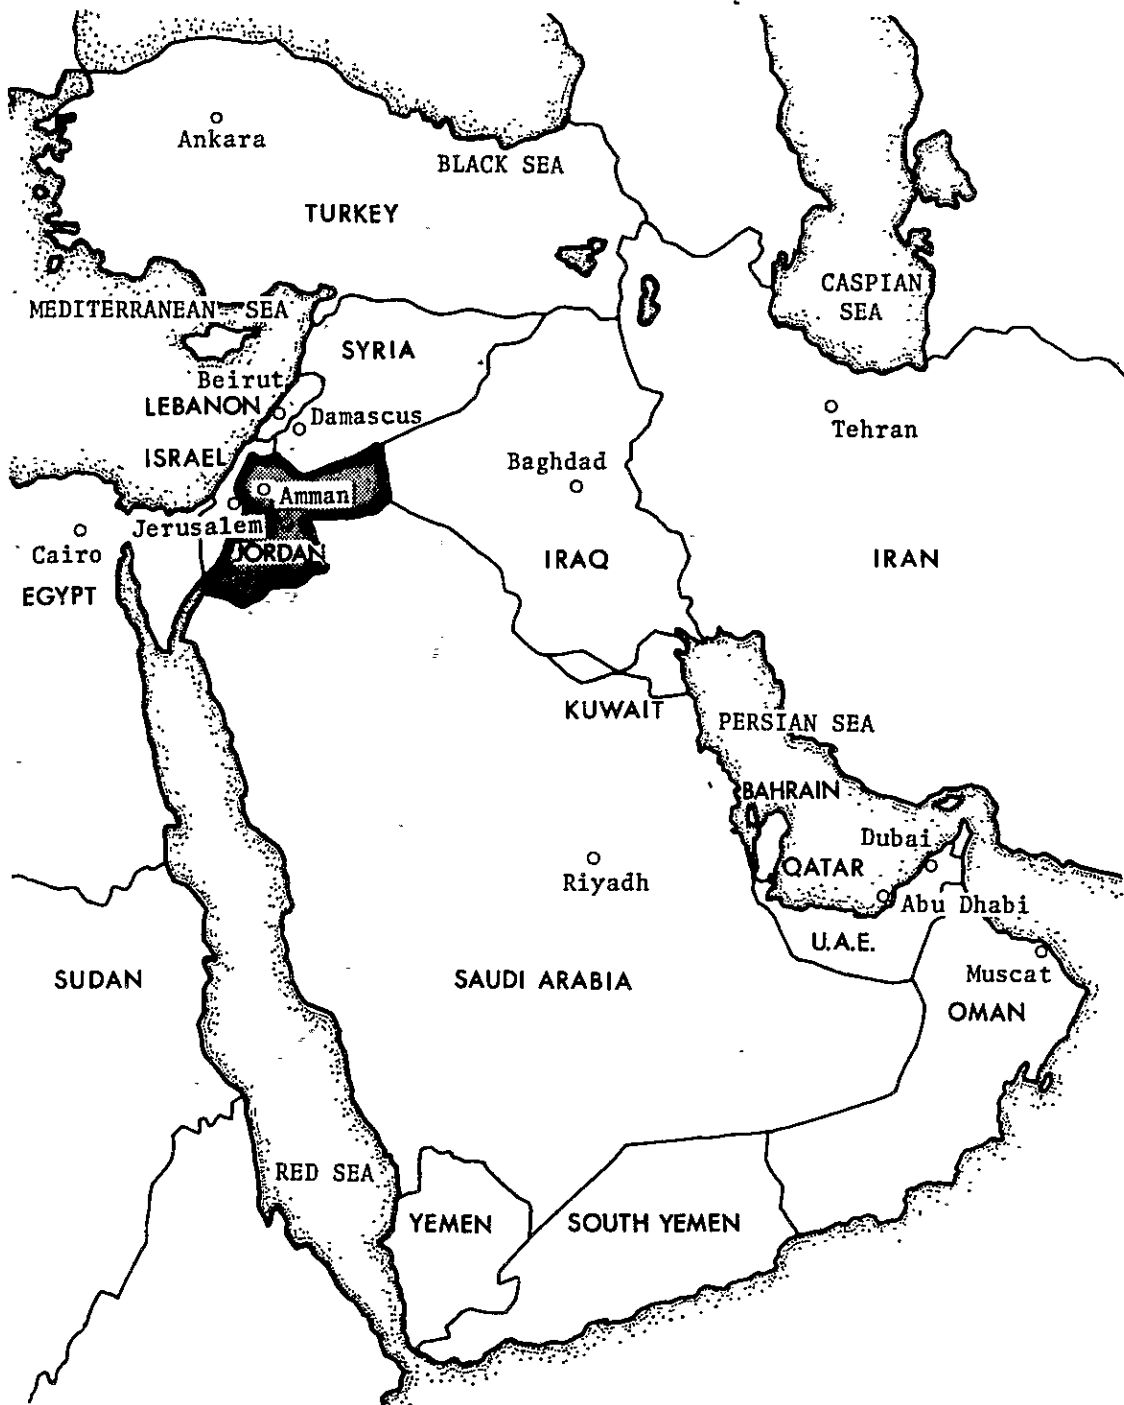 Ankara
BLACK SEA
TURKEY
CASPIAN
SEA
MEDITERRANEAN SEA
SYRIA
Beirut
LEBANON
Damascus
Tehran
ISRAEL
Baghdad
Amman
Jerusalem
Cairo
JORDAN
IRAQ
IRAN
EGYPT
KUWAIT
PERSIAN SEA
BAHRAIN
Dubai
QATAR
Riyadh
Abu Dhabi
U.A.E.
Muscat
SUDAN
SAUDI ARABIA
OMAN
RED SEA
YEMEN
SOUTH YEMEN